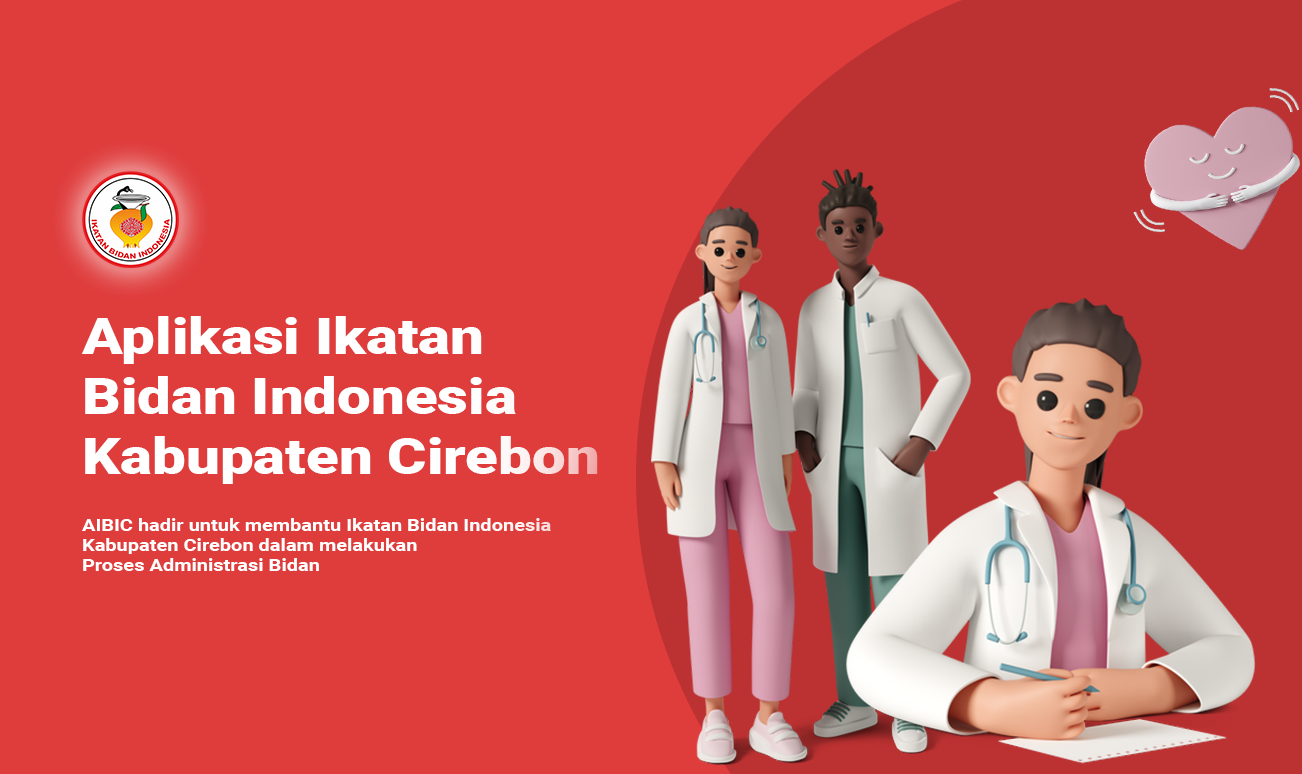 IKATAN BIDAN INDONESIA
Aplikasi Ikatan
Bidan Indonesia
Kabupaten Cirebon
AIBIC hadir untuk membantu Ikatan Bidan Indonesia
Kabupaten Cirebon dalam melakukan
Proses Administrasi Bidan